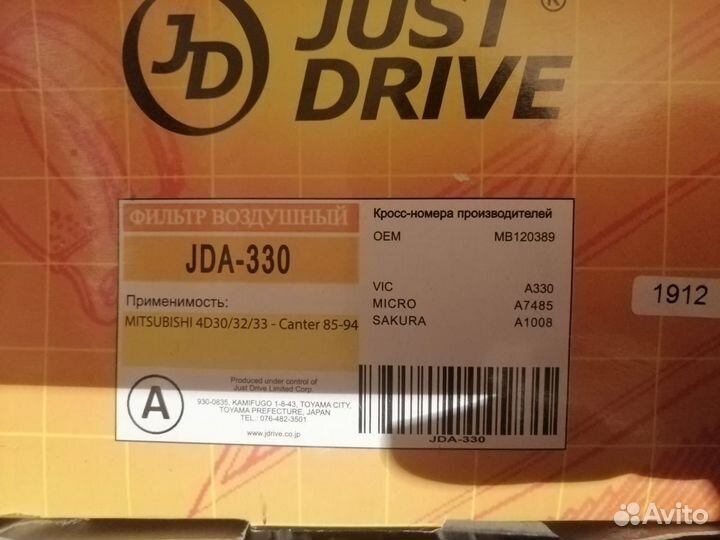 JD
JUST
DRIVE
®
ФИЛЬТР ВОЗДУШНЫЙ
JDA-330
Применимость:
MITSUBISHI 4D30/32/33 - Canter 85-94
A
Produced under control of
Just Drive Limited Corp.
930-0835, KAMIFUGO 1-8-43, TOYAMA CITY,
TOYAMA PREFECTURE, JAPAN
TEL.: 076-482-3501
www.jdrive.co.jp
Кросс-номера производителей
OEM MB120389
VIC A330
MICRO A7485
SAKURA A1008
JDA-330
1912
Avito